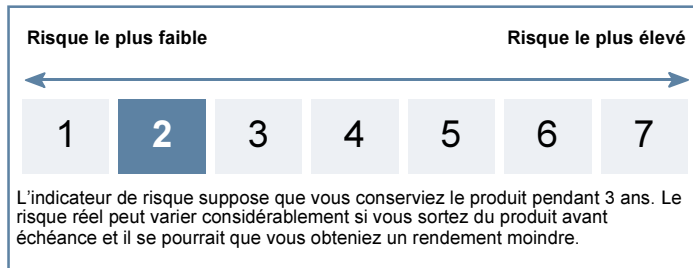 Risque le plus faible Risque le plus élevé
1 2 3 4 5 6 7
L'indicateur de risque suppose que vous conserviez le produit pendant 3 ans. Le
risque réel peut varier considérablement si vous sortez du produit avant
échéance et il se pourrait que vous obteniez un rendement moindre.